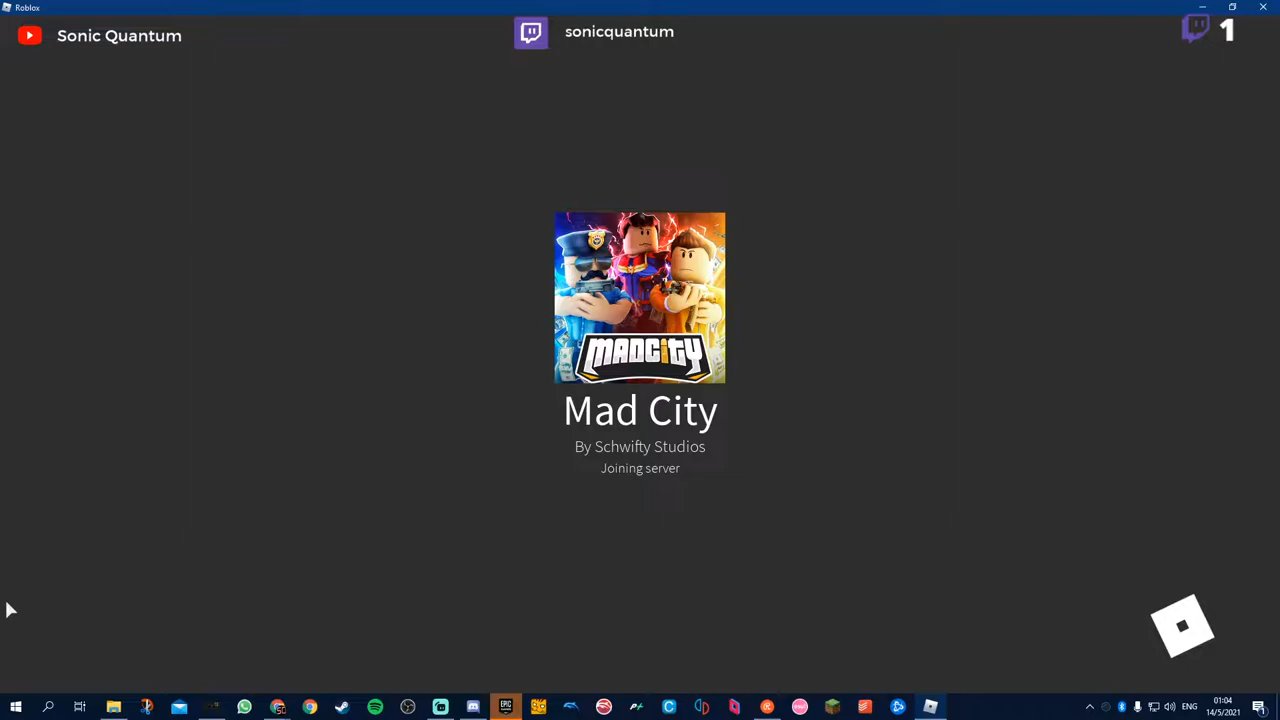 Roblox
Sonic Quantum
sonicquantum
1
MADCITY
Mad City
By Schwifty Studios
Joining server
EPIC
ENG
01:04
14/5/2021